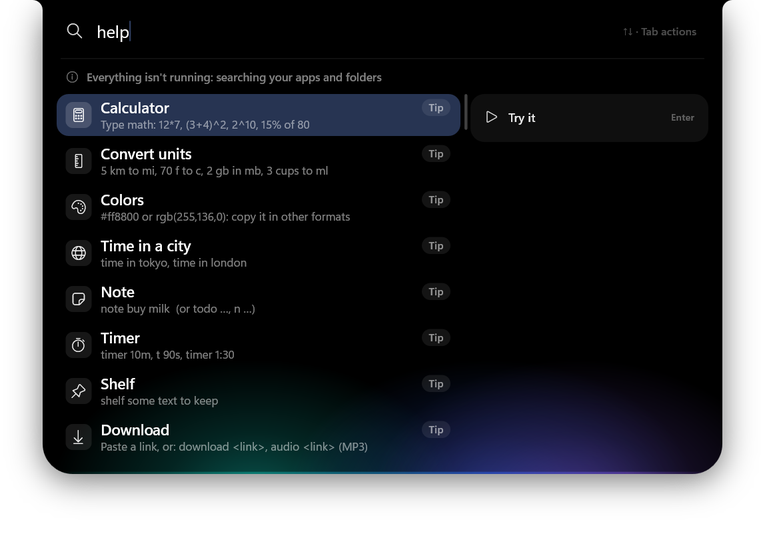 help
↑↓ · Tab actions
Everything isn't running: searching your apps and folders
Calculator
Tip
Type math: 12*7, (3+4)^2, 2^10, 15% of 80
Try it
Enter
Convert units
Tip
5 km to mi, 70 f to c, 2 gb in mb, 3 cups to ml
Colors
Tip
#ff8800 or rgb(255,136,0): copy it in other formats
Time in a city
Tip
time in tokyo, time in london
Note
Tip
note buy milk  (or todo ..., n ...)
Timer
Tip
timer 10m, t 90s, timer 1:30
Shelf
Tip
shelf some text to keep
Download
Tip
Paste a link, or: download <link>, audio <link> (MP3)